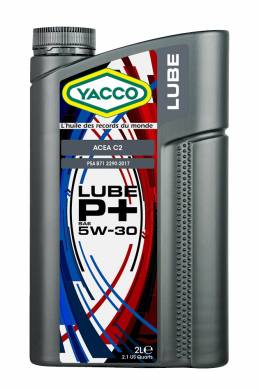 YACCO
L'huile des records du monde
LUBE
ACEA C2
PSA B71 2290-2017
LUBE
P+
SAE
5W-30
2L e
2.1 US Quarts